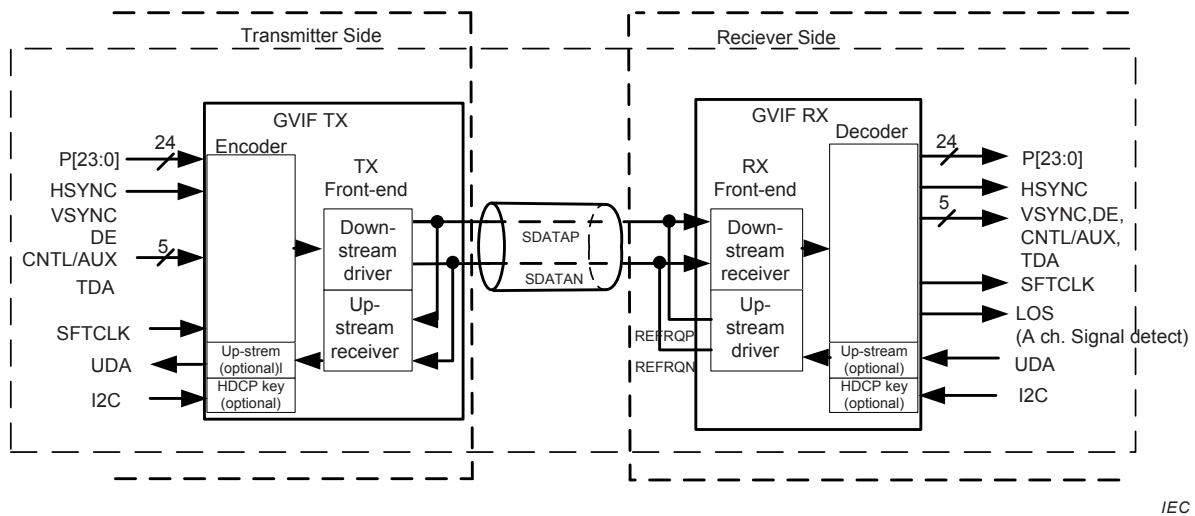 Transmitter Side
Reciever Side
GVIF TX
Encoder
TX
Front-end
Down-
stream
driver
Up-
stream
receiver
Up-strem
(optional)l
HDCP key
(optional)
24
P[23:0]
HSYNC
VSYNC
DE
5
CNTL/AUX
TDA
SFTCLK
UDA
I2C
SDATAP
SDATAN
GVIF RX
Decoder
RX
Front-end
Down-
stream
receiver
Up-
stream
driver
REFRQP
REFRQN
Up-stream
(optional)
HDCP key
(optional)
24
P[23:0]
HSYNC
5
VSYNC,DE,
CNTL/AUX,
TDA
SFTCLK
LOS
(A ch. Signal detect)
UDA
I2C
IEC